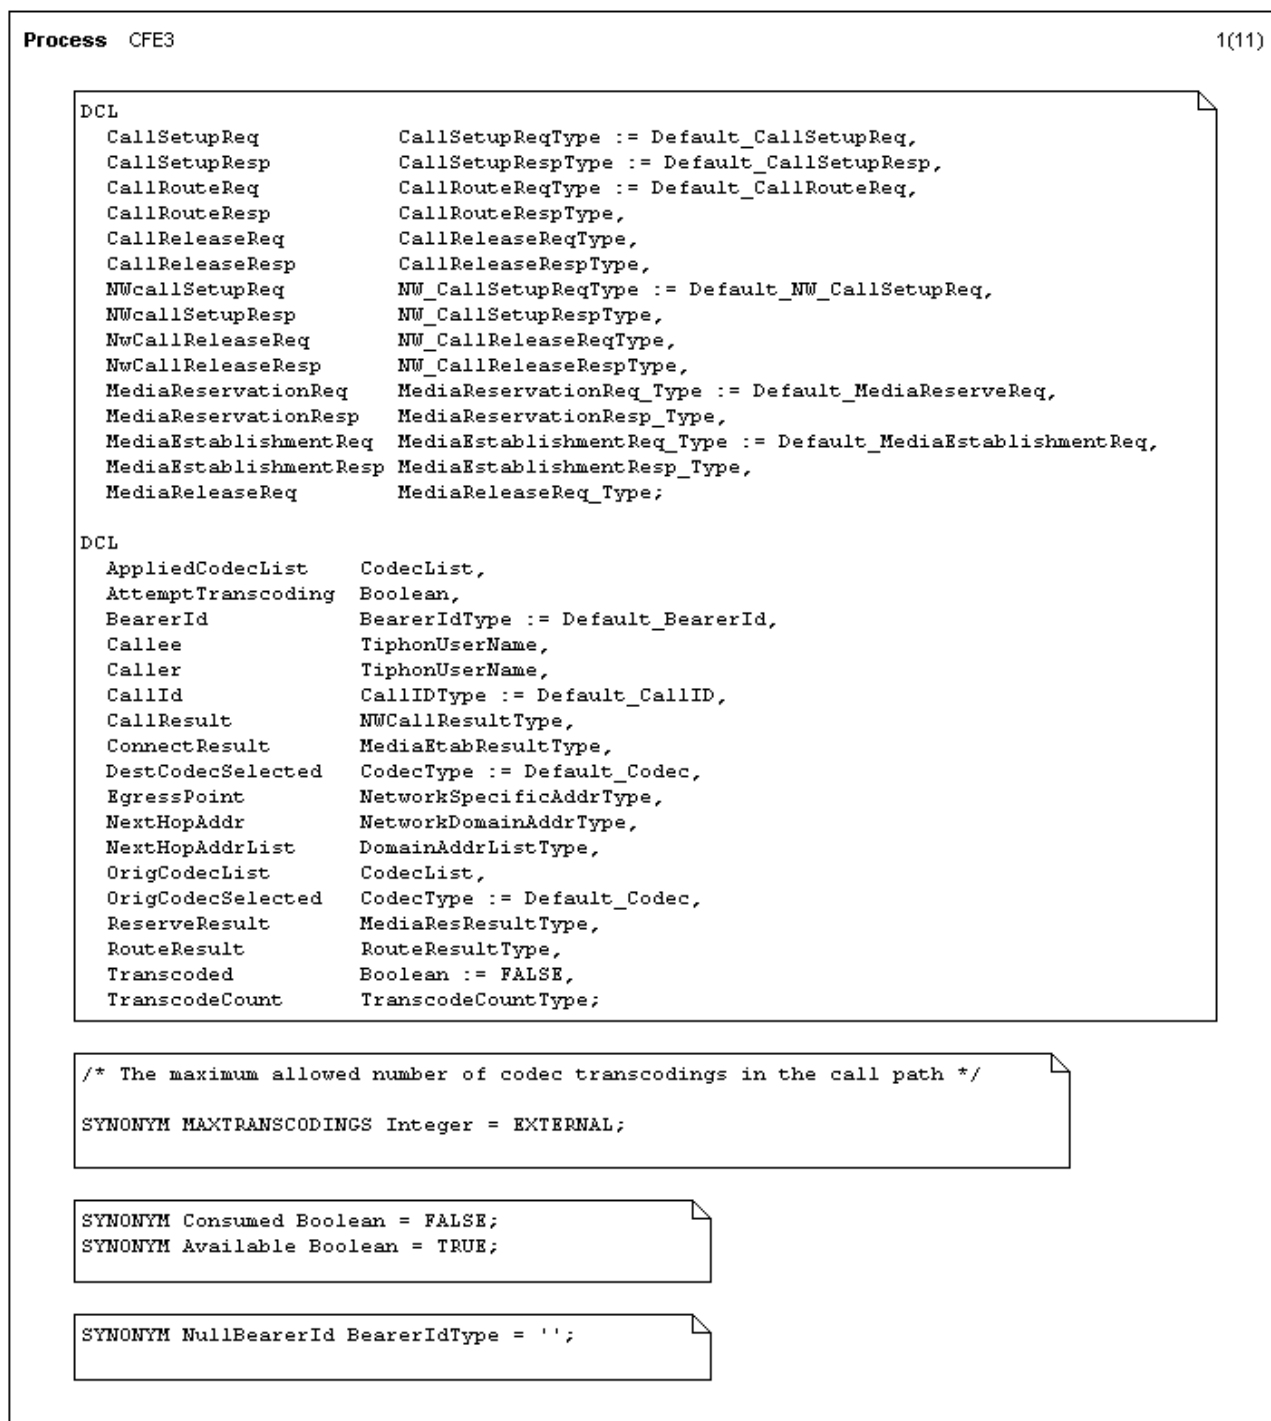 Process CFE3 1(11)
DCL
CallSetupReq CallSetupReqType := Default_CallSetupReq,
CallSetupResp CallSetupRespType := Default_CallSetupResp,
CallRouteReq CallRouteReqType := Default_CallRouteReq,
CallRouteResp CallRouteRespType,
CallReleaseReq CallReleaseReqType,
CallReleaseResp CallReleaseRespType,
NWcallSetupReq NW_CallSetupReqType := Default_NW_CallSetupReq,
NWcallSetupResp NW_CallSetupRespType,
NwCallReleaseReq NW_CallReleaseReqType,
NwCallReleaseResp NW_CallReleaseRespType,
MediaReservationReq MediaReservationReq_Type := Default_MediaReserveReq,
MediaReservationResp MediaReservationResp_Type,
MediaEstablishmentReq MediaEstablishmentReq_Type := Default_MediaEstablishmentReq,
MediaEstablishmentResp MediaEstablishmentResp_Type,
MediaReleaseReq MediaReleaseReq_Type;
DCL
AppliedCodecList CodecList,
AttemptTranscoding Boolean,
BearerId BearerIdType := Default_BearerId,
Callee TiphonUserName,
Caller TiphonUserName,
CallId CallIDType := Default_CallID,
CallResult NWCallResultType,
ConnectResult MediaEtabResultType,
DestCodecSelected CodecType := Default_Codec,
EgressPoint NetworkSpecificAddrType,
NextHopAddr NetworkDomainAddrType,
NextHopAddrList DomainAddrListType,
OrigCodecList CodecList,
OrigCodecSelected CodecType := Default_Codec,
ReserveResult MediaResResultType,
RouteResult RouteResultType,
Transcoded Boolean := FALSE,
TranscodeCount TranscodeCountType;
/* The maximum allowed number of codec transcodings in the call path */
SYNONYM MAXTRANSCODINGS Integer = EXTERNAL;
SYNONYM Consumed Boolean = FALSE;
SYNONYM Available Boolean = TRUE;
SYNONYM NullBearerId BearerIdType = '';